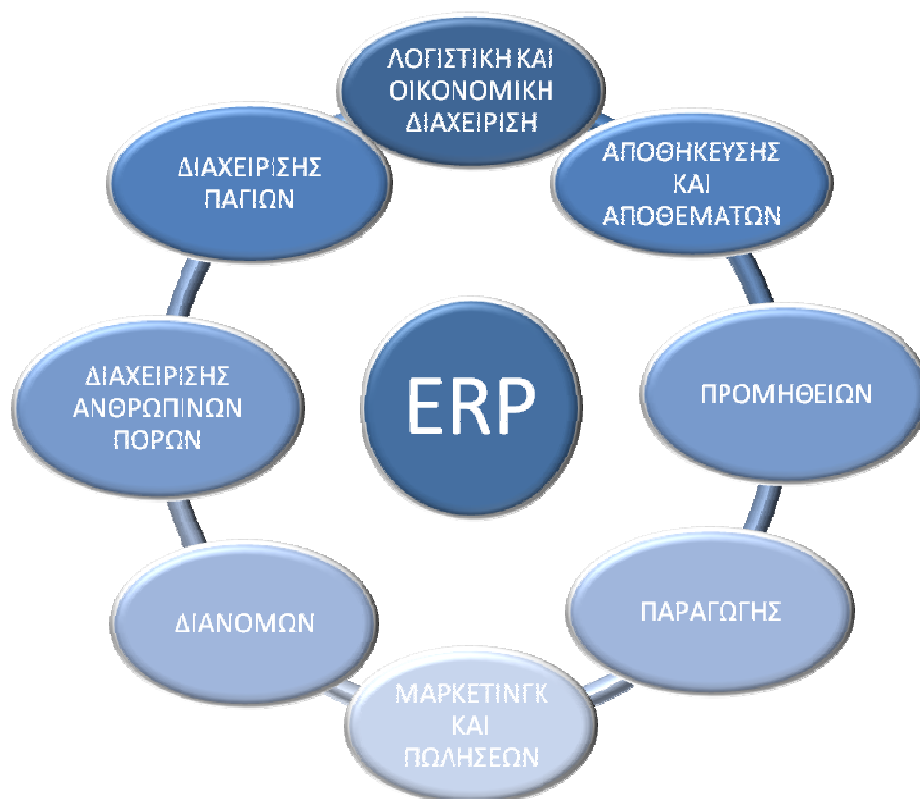 ΛΟΓΙΣΤΙΚΗ ΚΑΙ
ΟΙΚΟΝΟΜΙΚΗ
ΔΙΑΧΕΙΡΙΣΗ
ΑΠΟΘΗΚΕΥΣΗΣ
ΚΑΙ
ΑΠΟΘΕΜΑΤΩΝ
ΠΡΟΜΗΘΕΙΩΝ
ΠΑΡΑΓΩΓΗΣ
ΜΑΡΚΕΤΙΝΓΚ
ΚΑΙ
ΠΩΛΗΣΕΩΝ
ΔΙΑΝΟΜΩΝ
ΔΙΑΧΕΙΡΙΣΗΣ
ΑΝΘΡΩΠΙΝΩΝ
ΠΟΡΩΝ
ΔΙΑΧΕΙΡΙΣΗΣ
ΠΑΓΙΩΝ
ERP